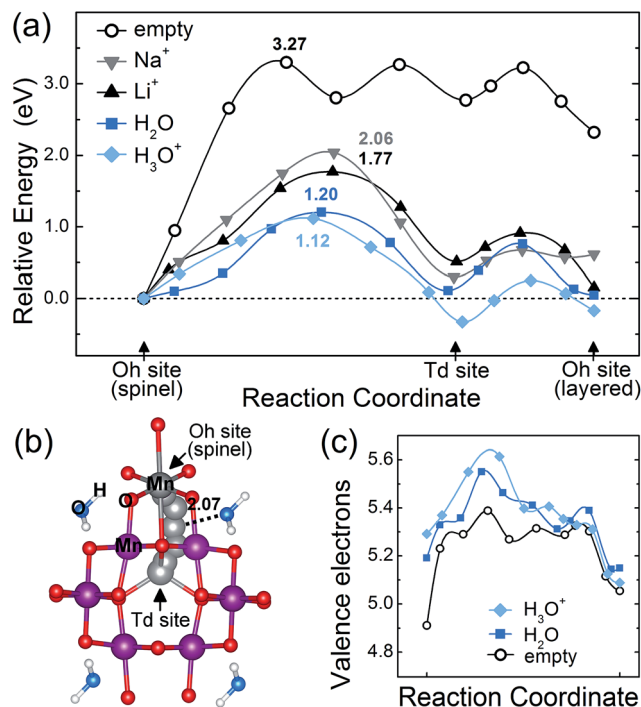 (a)
empty
Na⁺
Li⁺
H₂O
H₃O⁺
3.27
2.06
1.77
1.20
1.12
3.0
2.0
1.0
0.0
Relative Energy (eV)
Oh site
(spinel)
Td site
Oh site
(layered)
Reaction Coordinate
(b)
Oh site
(spinel)
Mn
H
O
O
2.07
Mn
Td site
(c)
5.6
5.4
5.2
5.0
4.8
Valence electrons
H₃O⁺
H₂O
empty
Reaction Coordinate